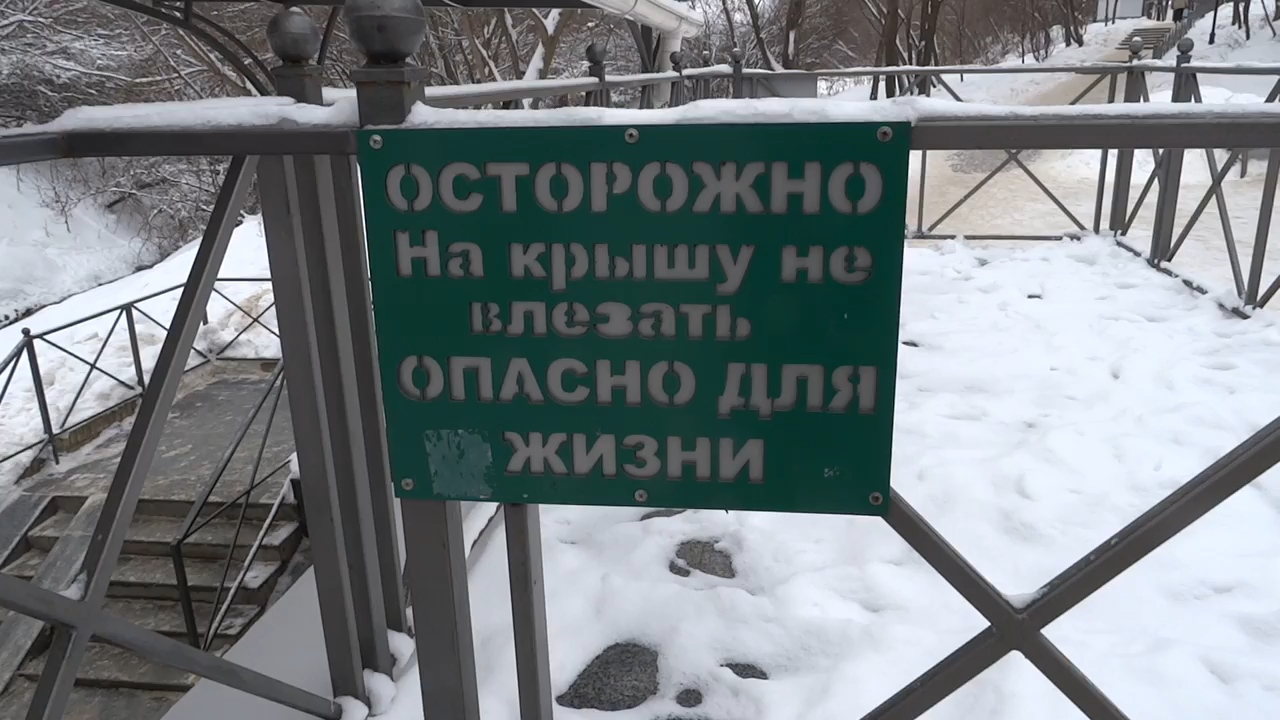 ОСТОРОЖНО
На крышу не
влезать
ОПАСНО ДЛЯ
ЖИЗНИ